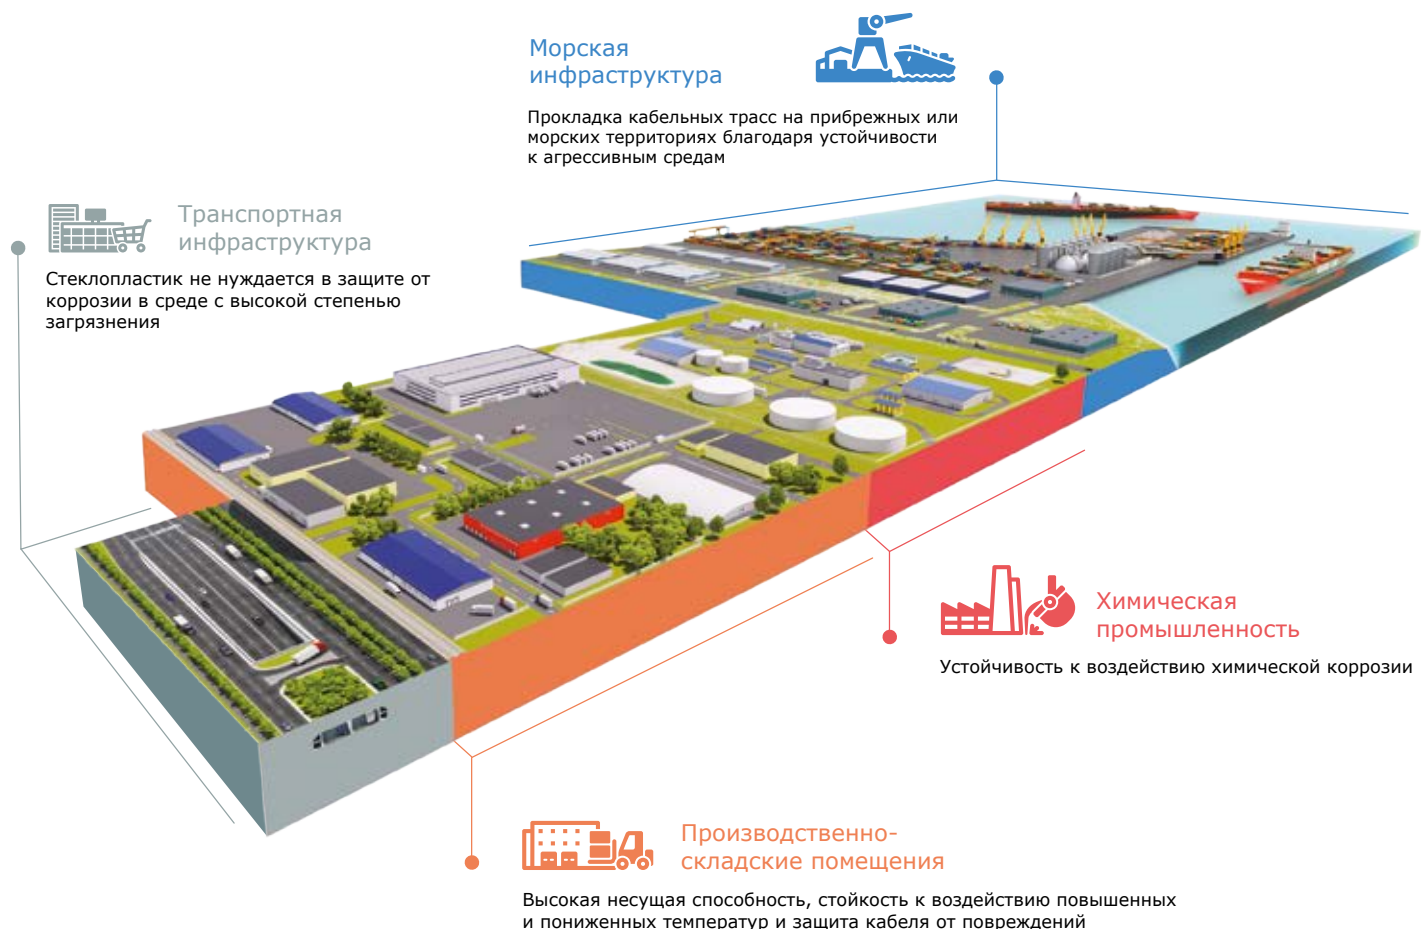 Морская
инфраструктура
Прокладка кабельных трасс на прибрежных или
морских территориях благодаря устойчивости
к агрессивным средам
Транспортная
инфраструктура
Стеклопластик не нуждается в защите от
коррозии в среде с высокой степенью
загрязнения
Химическая
промышленность
Устойчивость к воздействию химической коррозии
Производственно-
складские помещения
Высокая несущая способность, стойкость к воздействию повышенных
и пониженных температур и защита кабеля от повреждений